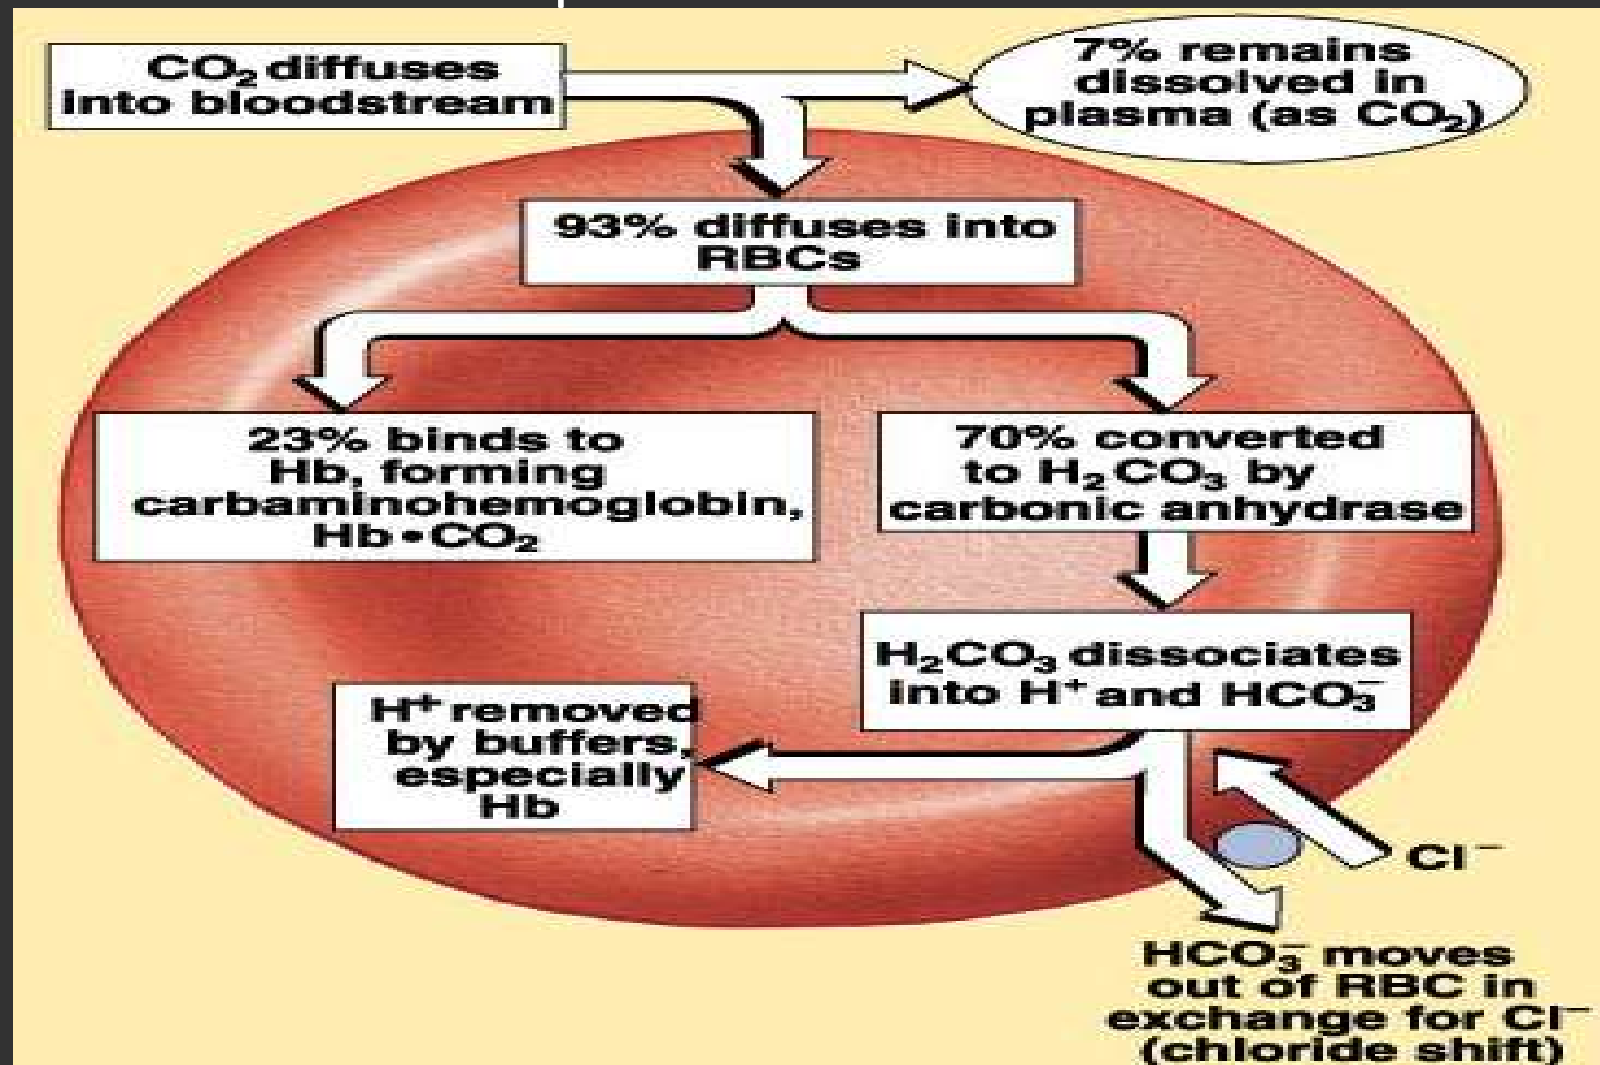 CO₂ diffuses
into bloodstream
7% remains
dissolved in
plasma (as CO₂)
93% diffuses into
RBCs
23% binds to
Hb, forming
carbaminohemoglobin,
Hb•CO₂
70% converted
to H₂CO₃ by
carbonic anhydrase
H₂CO₃ dissociates
into H⁺ and HCO₃⁻
H⁺ removed
by buffers,
especially
Hb
Cl⁻
HCO₃⁻ moves
out of RBC in
exchange for Cl⁻
(chloride shift)